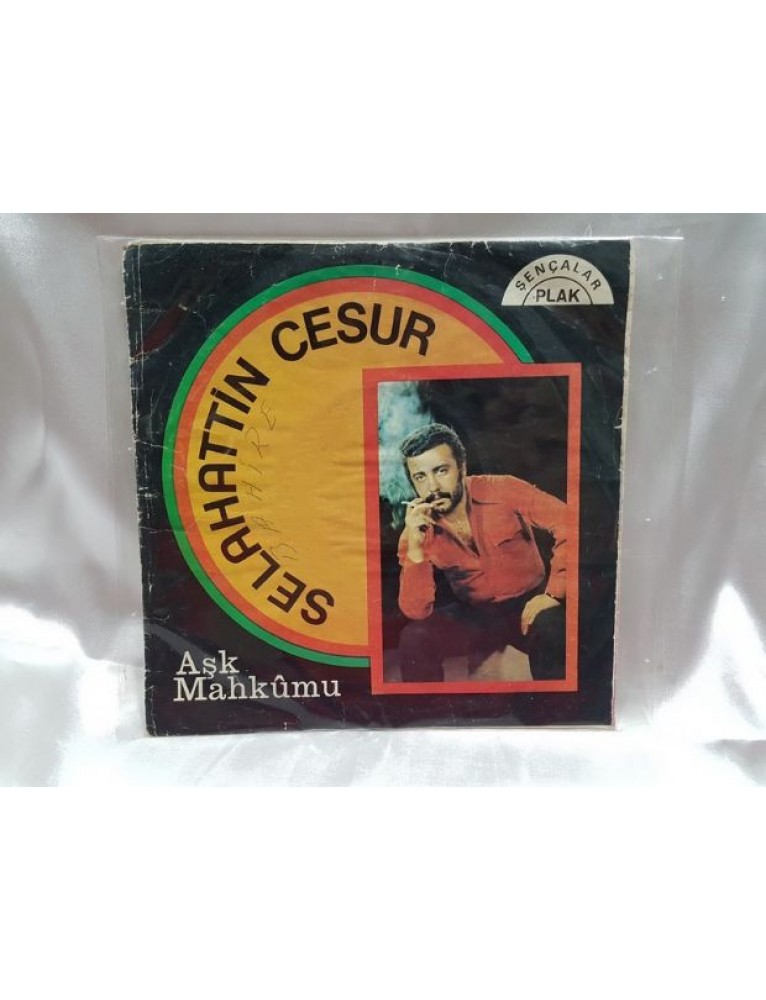 ŞENÇALAR
PLAK
SELAHATTİN CESUR
Aşk
Mahkûmu